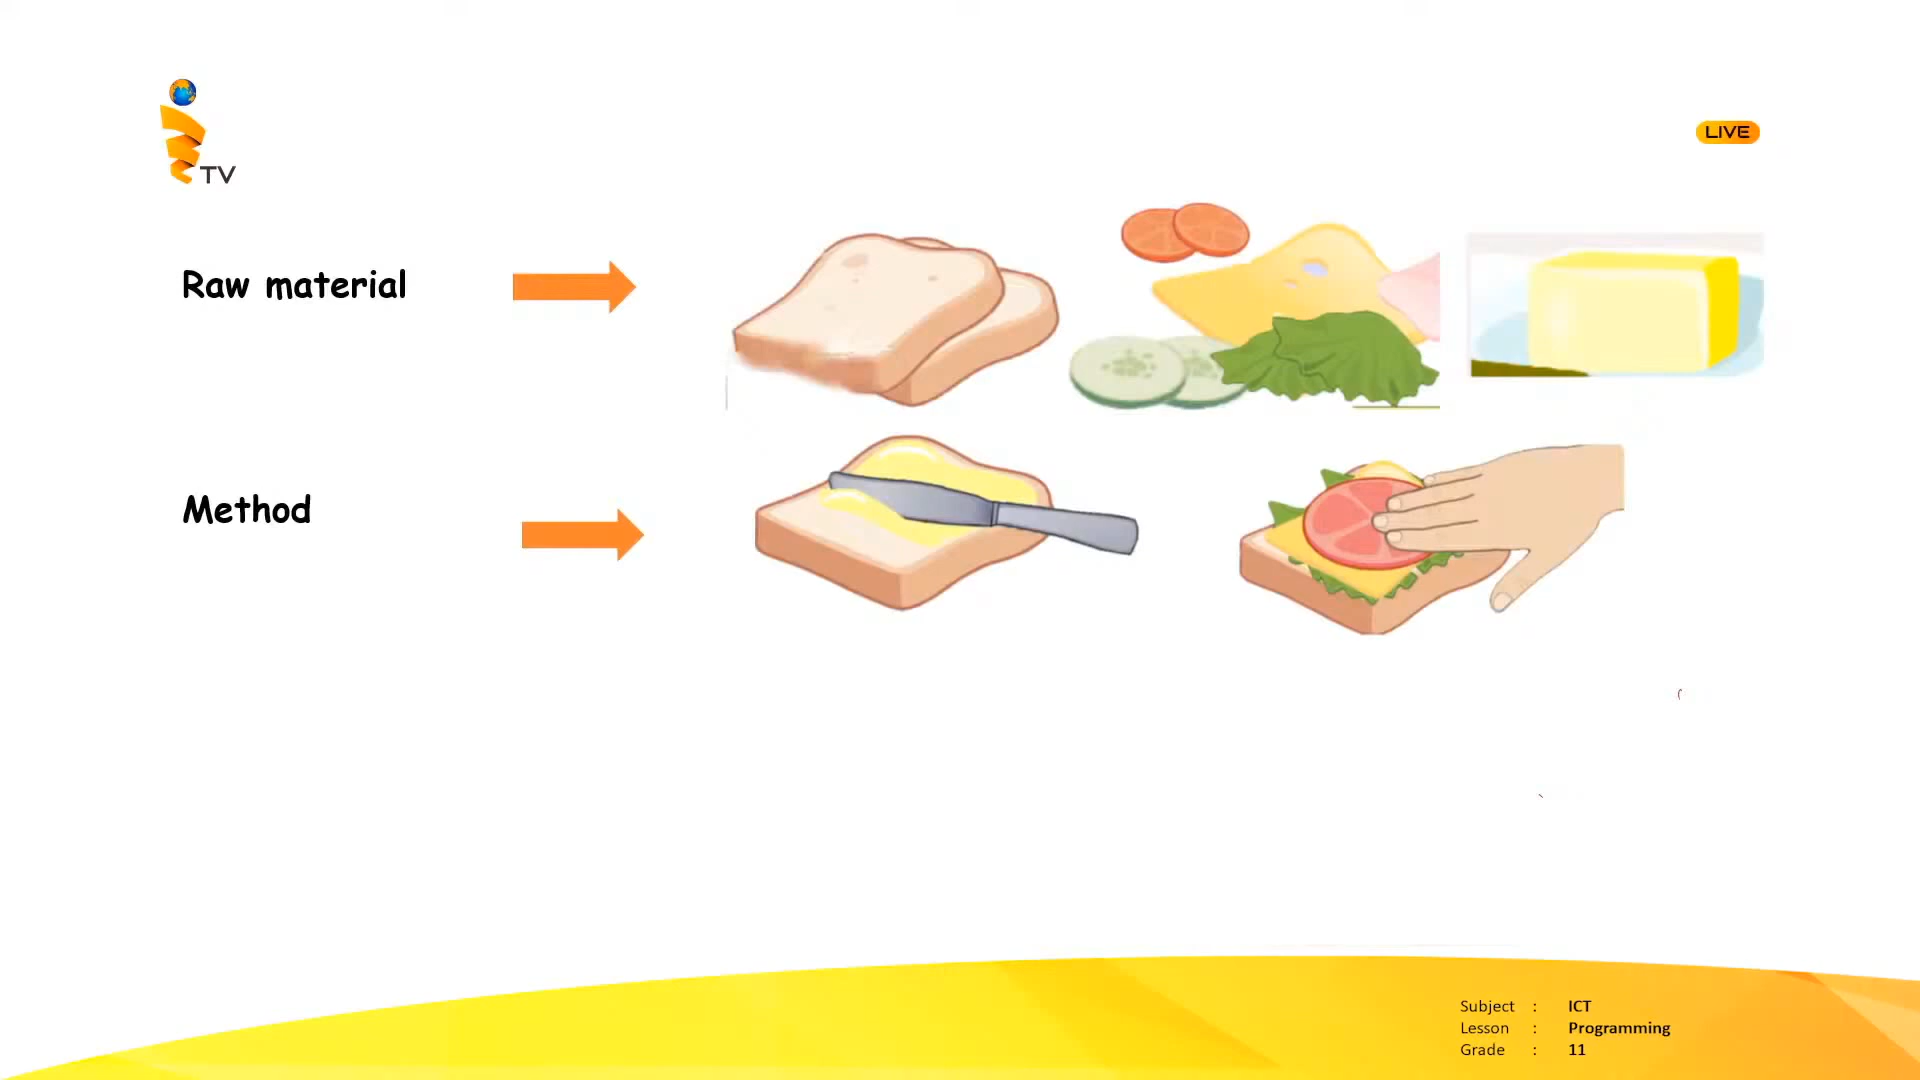 TV
LIVE
Raw material
Method
Subject : ICT
Lesson : Programming
Grade : 11